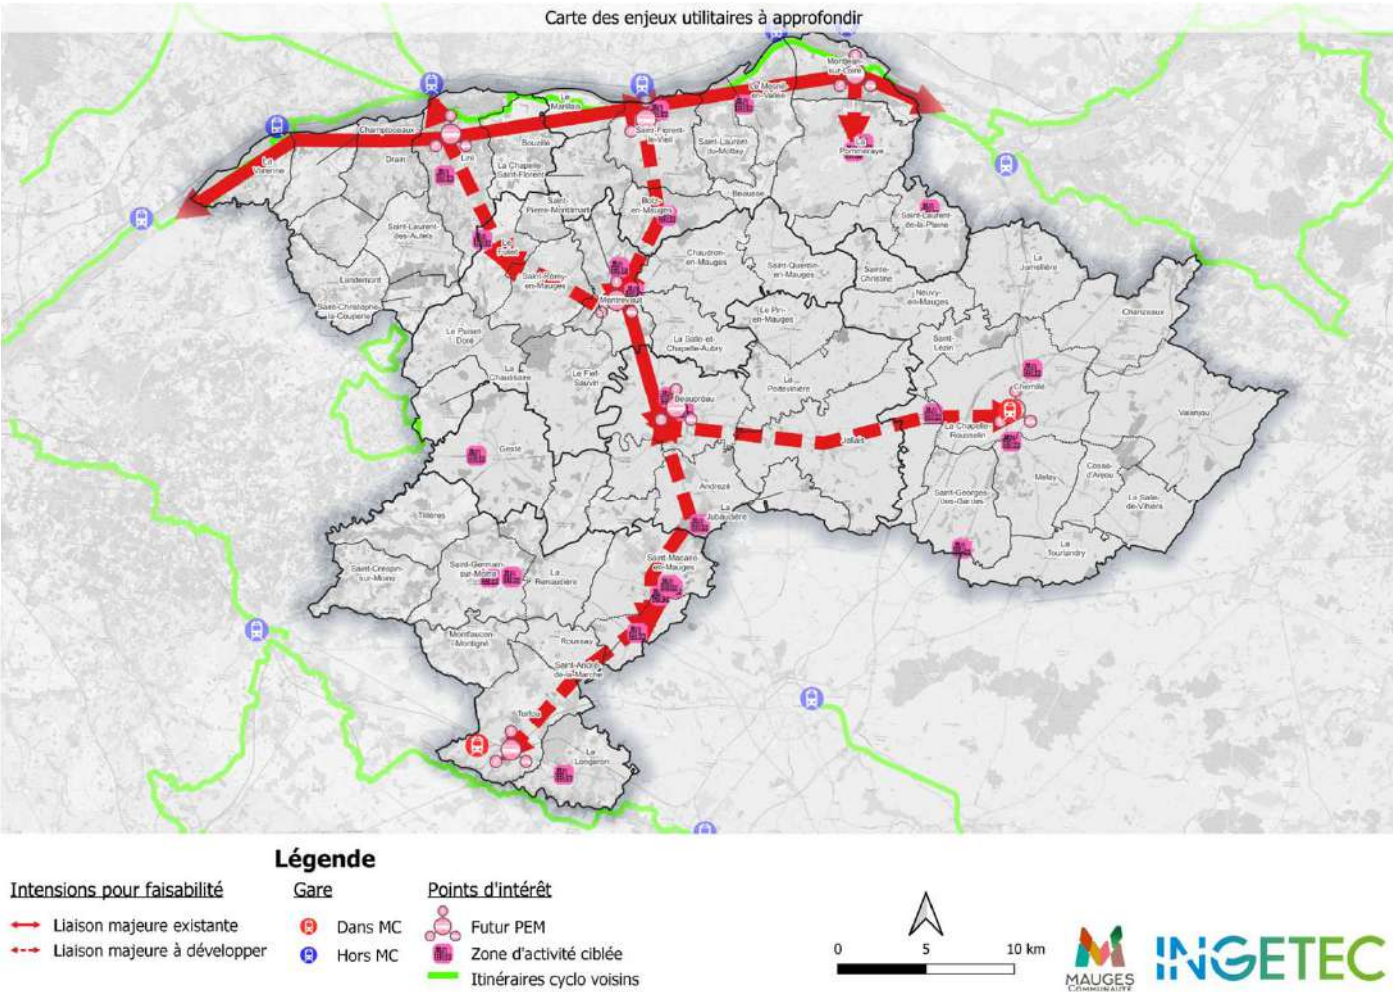 Carte des enjeux utilitaires à approfondir
Montjean-
sur-Loire
Le Mesnil-
en-Vallée
Le
Marillais
Champtoceaux
Bouzillé
Saint-Florent-
le-Vieil
Saint-Laurent-
du-Mottay
La
Pommeraye
La
Varenne
Drain
Liré
La Chapelle-
Saint-Florent
Beausse
Botz-
en-Mauges
Saint-
Pierre-Montlimart
Saint-Laurent-
de-la-Plaine
Saint-Laurent-
des-Autels
Le
Fuilet
Chaudron-
en-Mauges
Saint-Quentin-
en-Mauges
Sainte-
Christine
La
Jumellière
Landemont
Saint-Rémy-
en-Mauges
Neuvy-
en-Mauges
Saint-Christophe-
la-Couperie
Montrevault
Le Pin-
en-Mauges
Chanzeaux
Le Puiset-
Doré
La Salle-et-
Chapelle-Aubry
Saint-
Lézin
La
Chaussaire
Le Fief-
Sauvin
La
Poitevinière
Chemillé
Beaupréau
Valanjou
La Chapelle-
Rousselin
Jallais
Gesté
Andrezé
Melay
Cossé-
d'Anjou
Saint-Georges-
des-Gardes
La Salle-
de-Vihiers
La
Jubaudière
Tillières
La
Tourlandry
Saint-Macaire-
en-Mauges
Saint-Crespin-
sur-Moine
Saint-Germain-
sur-Moine
La
Renaudière
Montfaucon-
Montigné
Roussay
Saint-André-
de-la-Marche
Torfou
Le
Longeron
Légende
Intensions pour faisabilité
Liaison majeure existante
Liaison majeure à développer
Gare
Dans MC
Hors MC
Points d'intérêt
Futur PEM
Zone d'activité ciblée
Itinéraires cyclo voisins
0 5 10 km
MAUGES
COMMUNAUTÉ
INGETEC